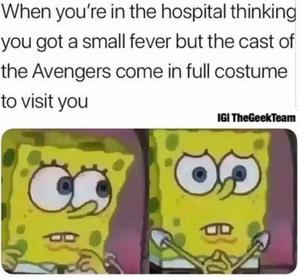 When you're in the hospital thinking
you got a small fever but the cast of
the Avengers come in full costume
to visit you
IGI TheGeekTeam